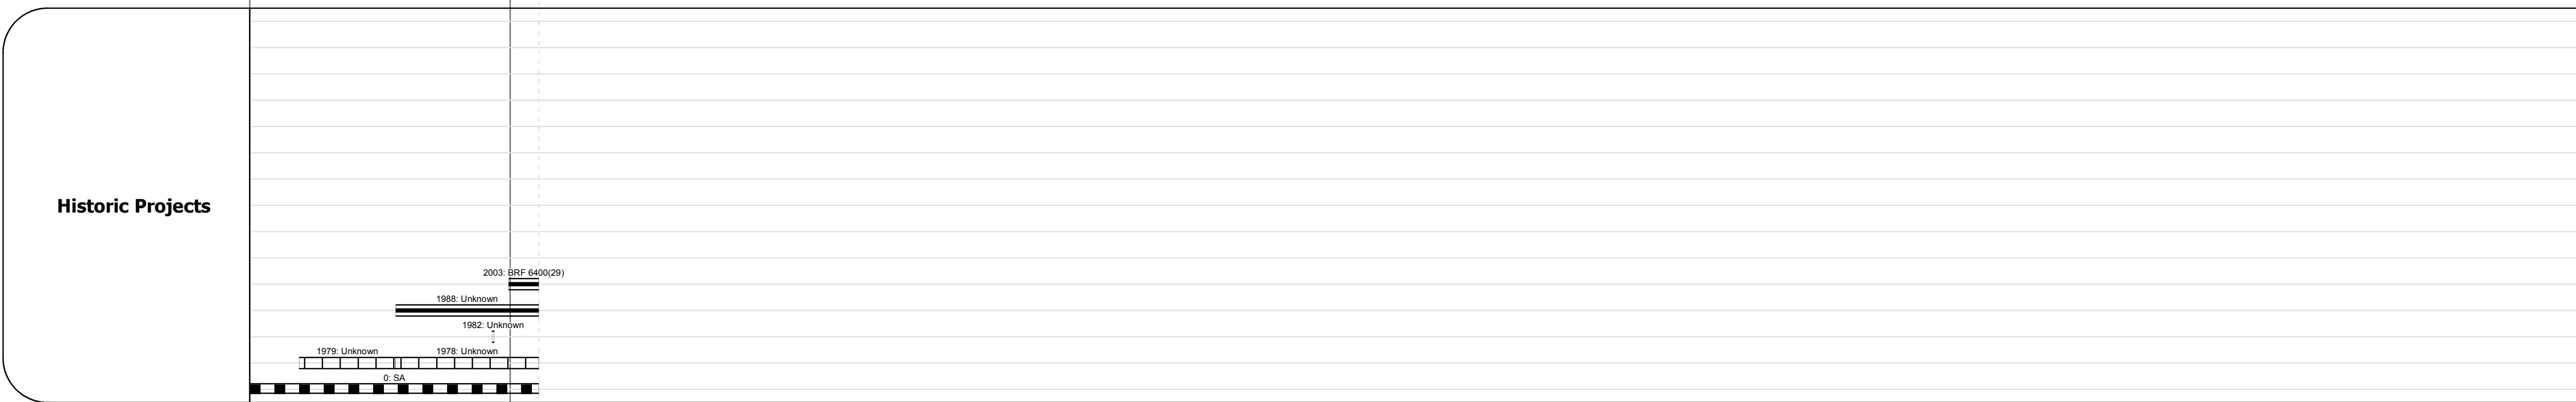 Historic Projects
2003: BRF 6400(29)
1988: Unknown
1982: Unknown
1979: Unknown
1978: Unknown
0: SA